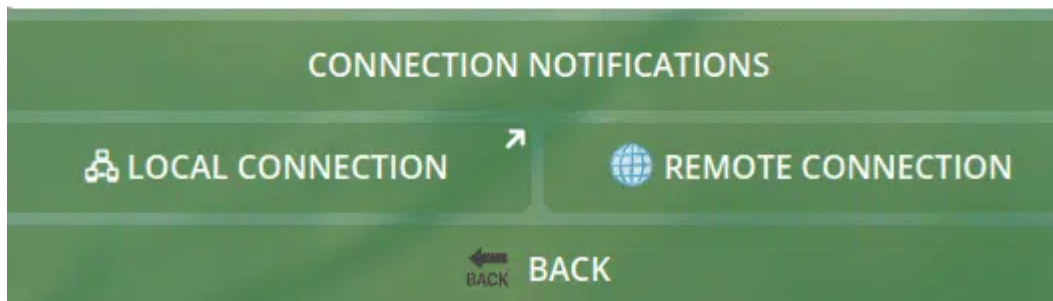 CONNECTION NOTIFICATIONS
LOCAL CONNECTION
REMOTE CONNECTION
BACK BACK